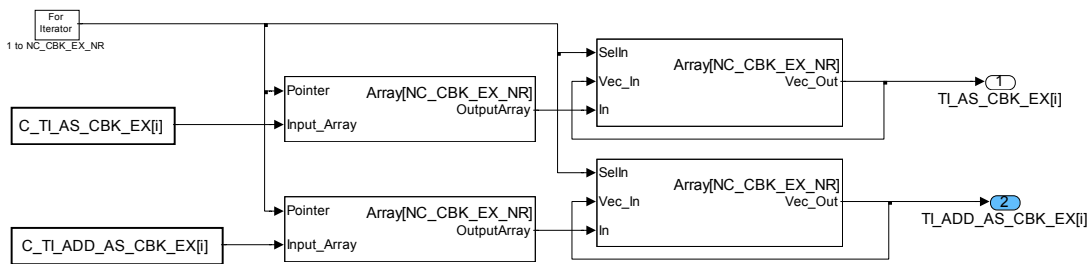 For
Iterator
1 to NC_CBK_EX_NR
SelIn
Array[NC_CBK_EX_NR]
Vec_In
Vec_Out
In
1
TI_AS_CBK_EX[i]
Pointer
Array[NC_CBK_EX_NR]
OutputArray
Input_Array
C_TI_AS_CBK_EX[i]
SelIn
Array[NC_CBK_EX_NR]
Vec_In
Vec_Out
In
2
TI_ADD_AS_CBK_EX[i]
Pointer
Array[NC_CBK_EX_NR]
OutputArray
Input_Array
C_TI_ADD_AS_CBK_EX[i]